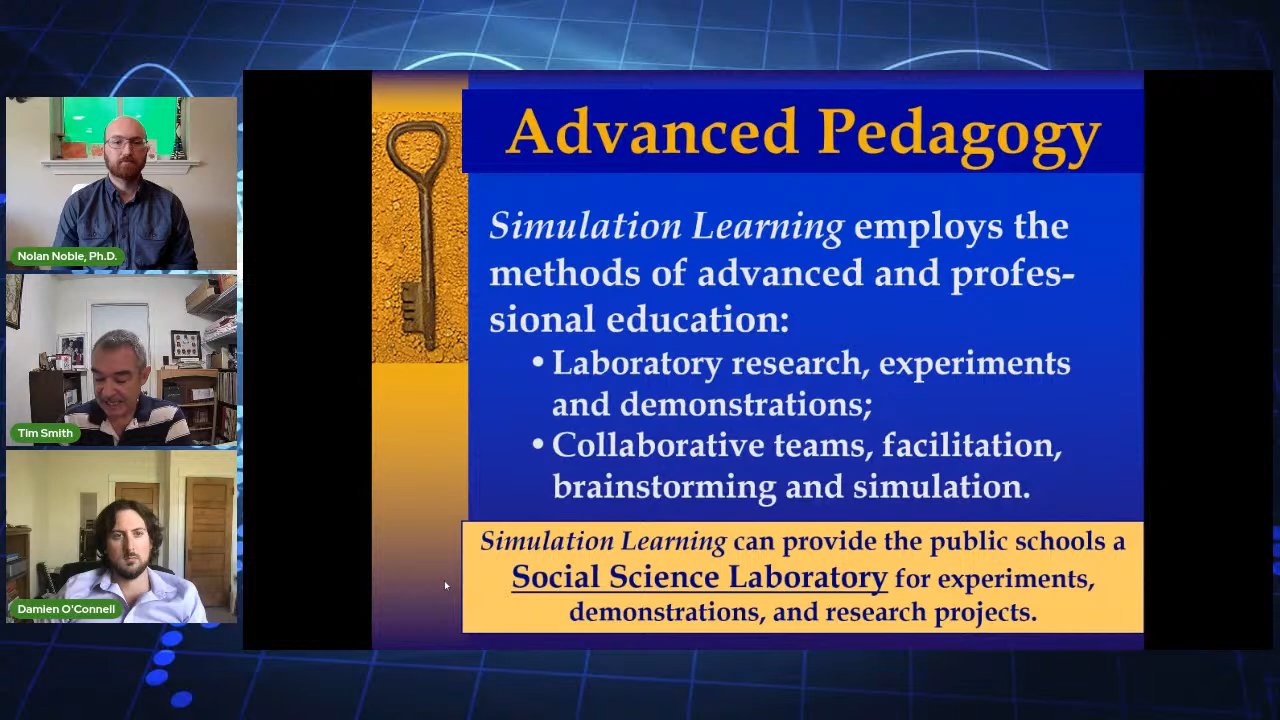 Nolan Noble, Ph.D.
Tim Smith
Damien O'Connell
Advanced Pedagogy
Simulation Learning employs the
methods of advanced and profes-
sional education:
• Laboratory research, experiments
and demonstrations;
• Collaborative teams, facilitation,
brainstorming and simulation.
Simulation Learning can provide the public schools a
Social Science Laboratory for experiments,
demonstrations, and research projects.